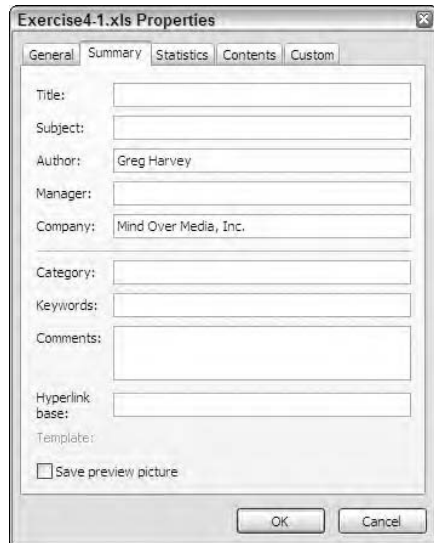 Exercise4-1.xls Properties
General Summary Statistics Contents Custom
Title:
Subject:
Author: Greg Harvey
Manager:
Company: Mind Over Media, Inc.
Category:
Keywords:
Comments:
Hyperlink
base:
Template:
Save preview picture
OK Cancel